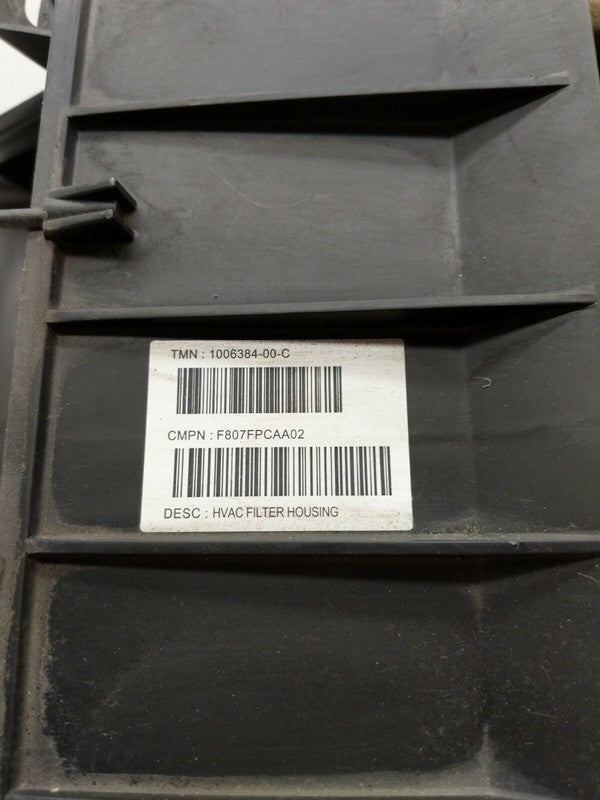 TMN : 1006384-00-C
CMPN : F807FPCAA02
DESC : HVAC FILTER HOUSING